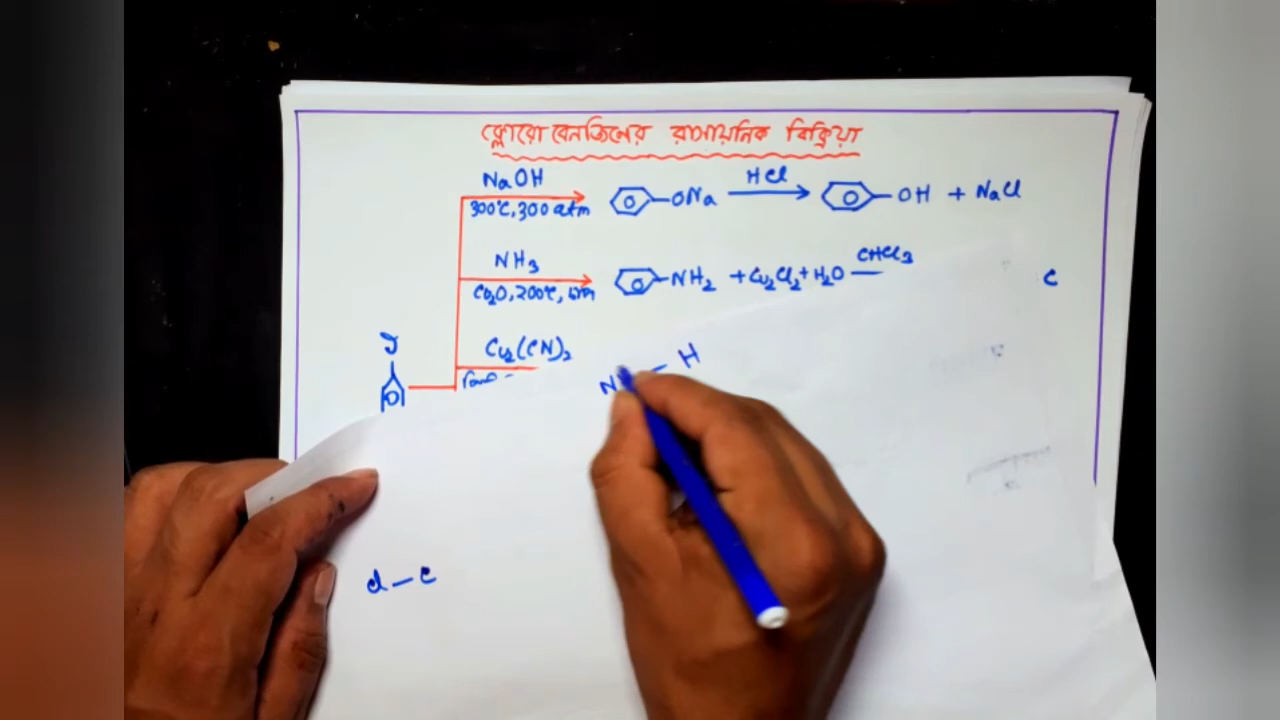 ক্লোরোবেনজিনের রাসায়নিক বিক্রিয়া
NaOH
300°C, 300 atm
-ONa
HCl
-OH + NaCl
NH3
Cu2O, 200°C,
-NH2 + Cu2Cl2 + H2O
CHCl3
C
Cu2(CN)2
H
N
cl - C